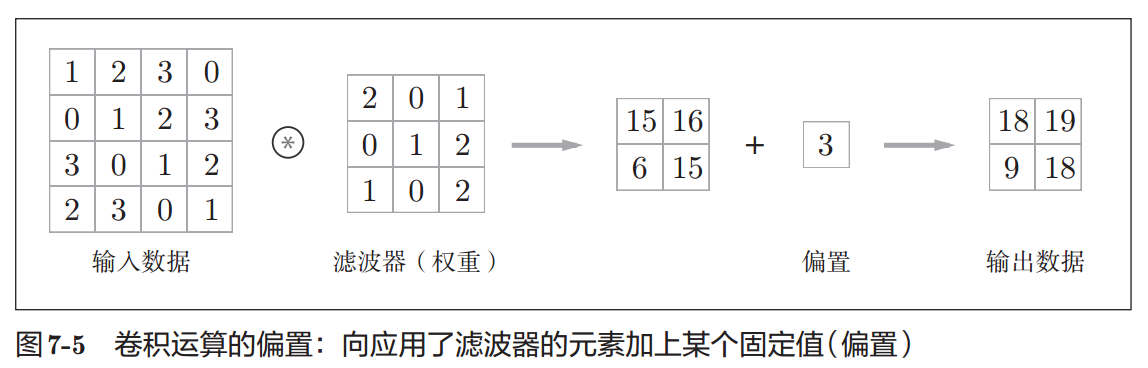 1 2 3 0
0 1 2 3
3 0 1 2
2 3 0 1
输入数据
*
2 0 1
0 1 2
1 0 2
滤波器（权重）
15 16
6 15
+
3
偏置
18 19
9 18
输出数据
图7-5 卷积运算的偏置：向应用了滤波器的元素加上某个固定值（偏置）